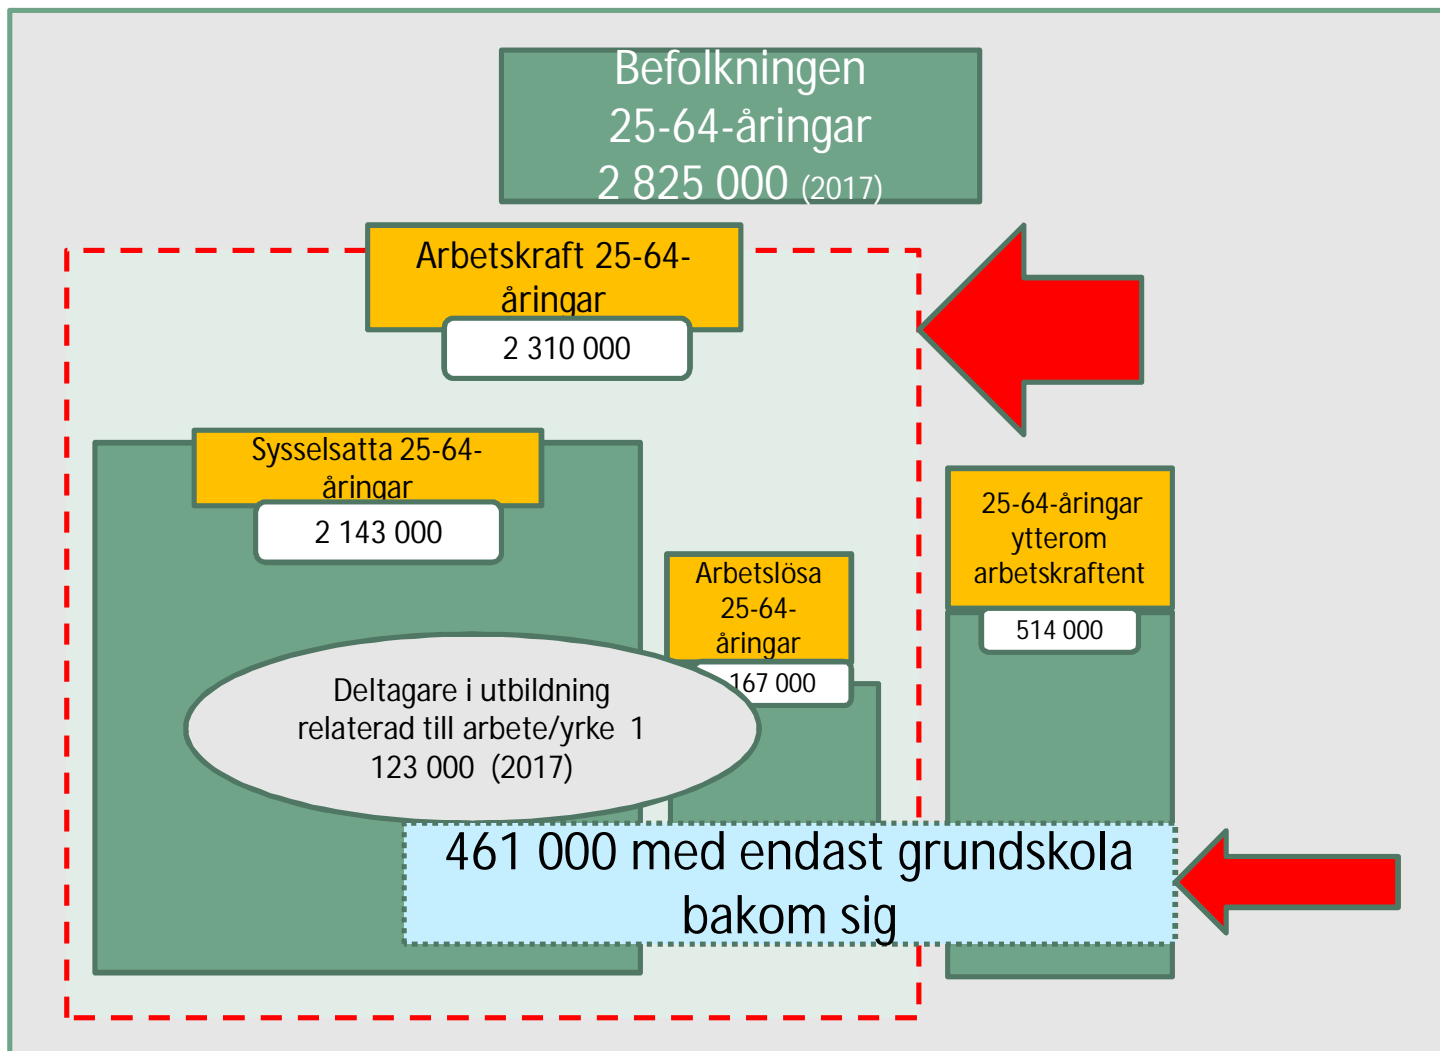 Befolkningen
25-64-åringar
2 825 000 (2017)
Arbetskraft 25-64-
åringar
2 310 000
Sysselsatta 25-64-
åringar
2 143 000
Arbetslösa
25-64-
åringar
167 000
25-64-åringar
ytterom
arbetskraftent
514 000
Deltagare i utbildning
relaterad till arbete/yrke 1
123 000 (2017)
461 000 med endast grundskola
bakom sig